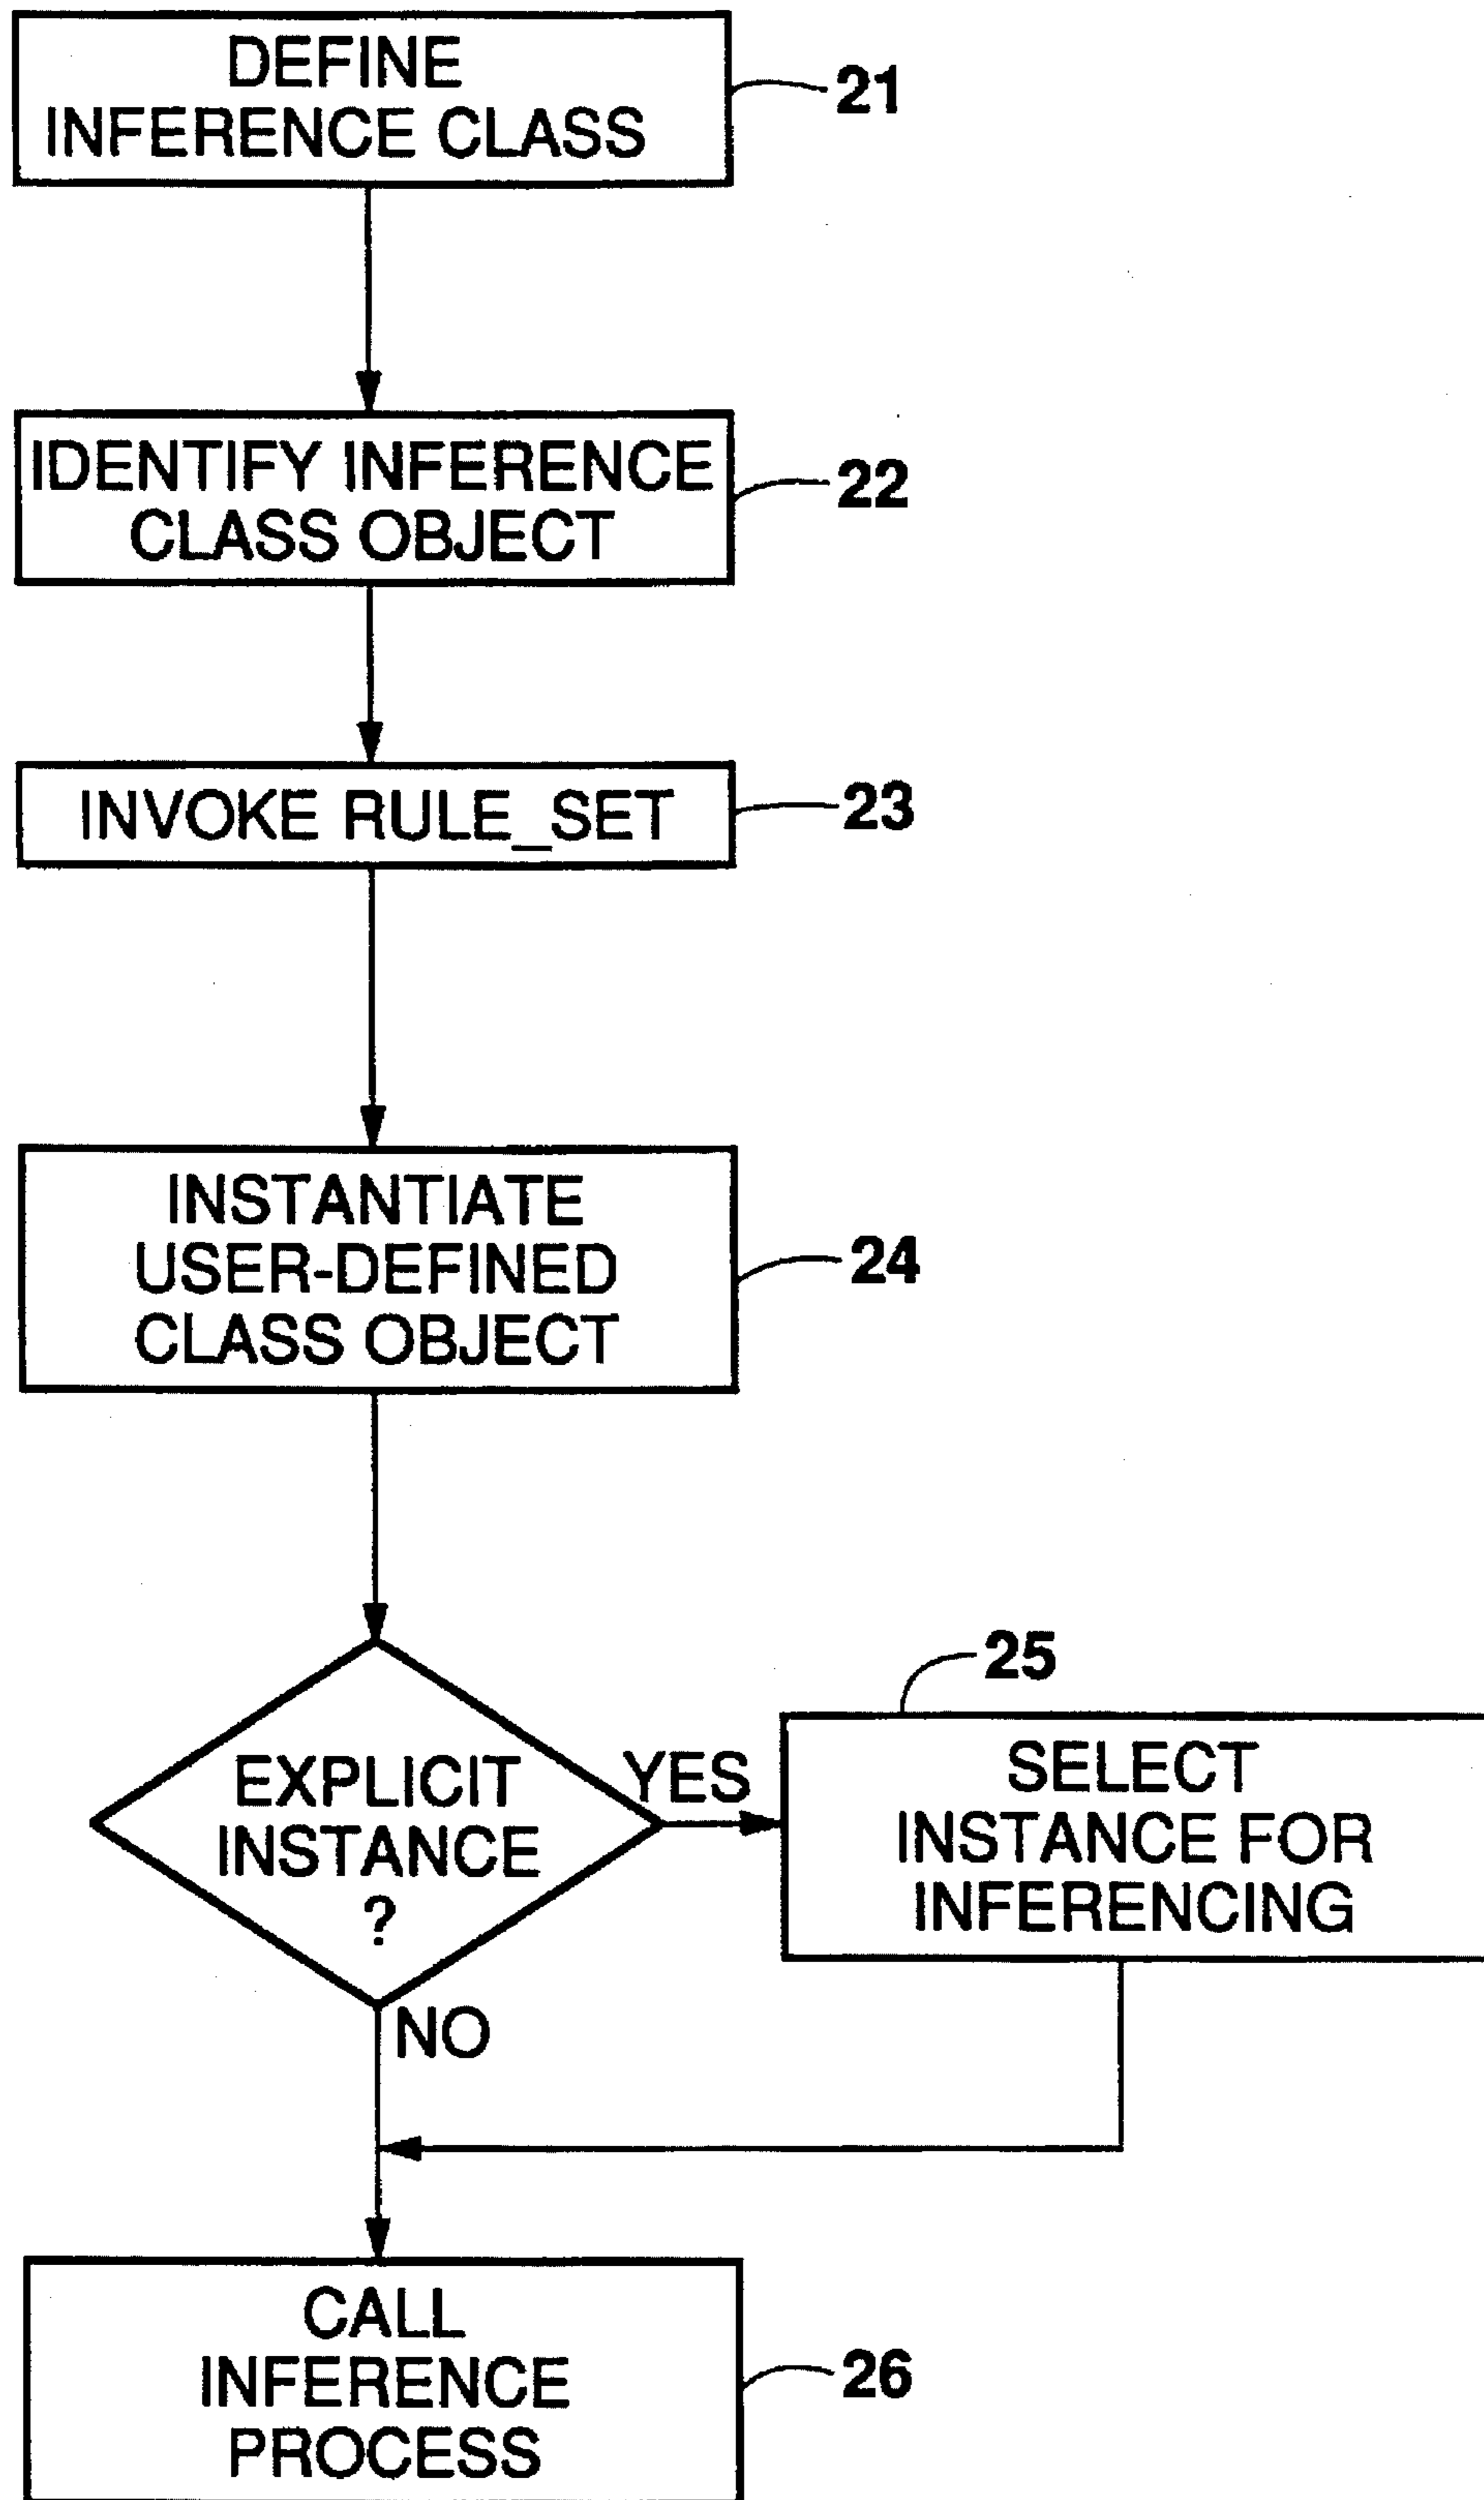 DEFINE
INFERENCE CLASS
21
IDENTIFY INFERENCE
CLASS OBJECT
22
INVOKE RULE_SET
23
INSTANTIATE
USER-DEFINED
CLASS OBJECT
24
EXPLICIT
INSTANCE
?
YES
NO
25
SELECT
INSTANCE FOR
INFERENCING
CALL
INFERENCE
PROCESS
26